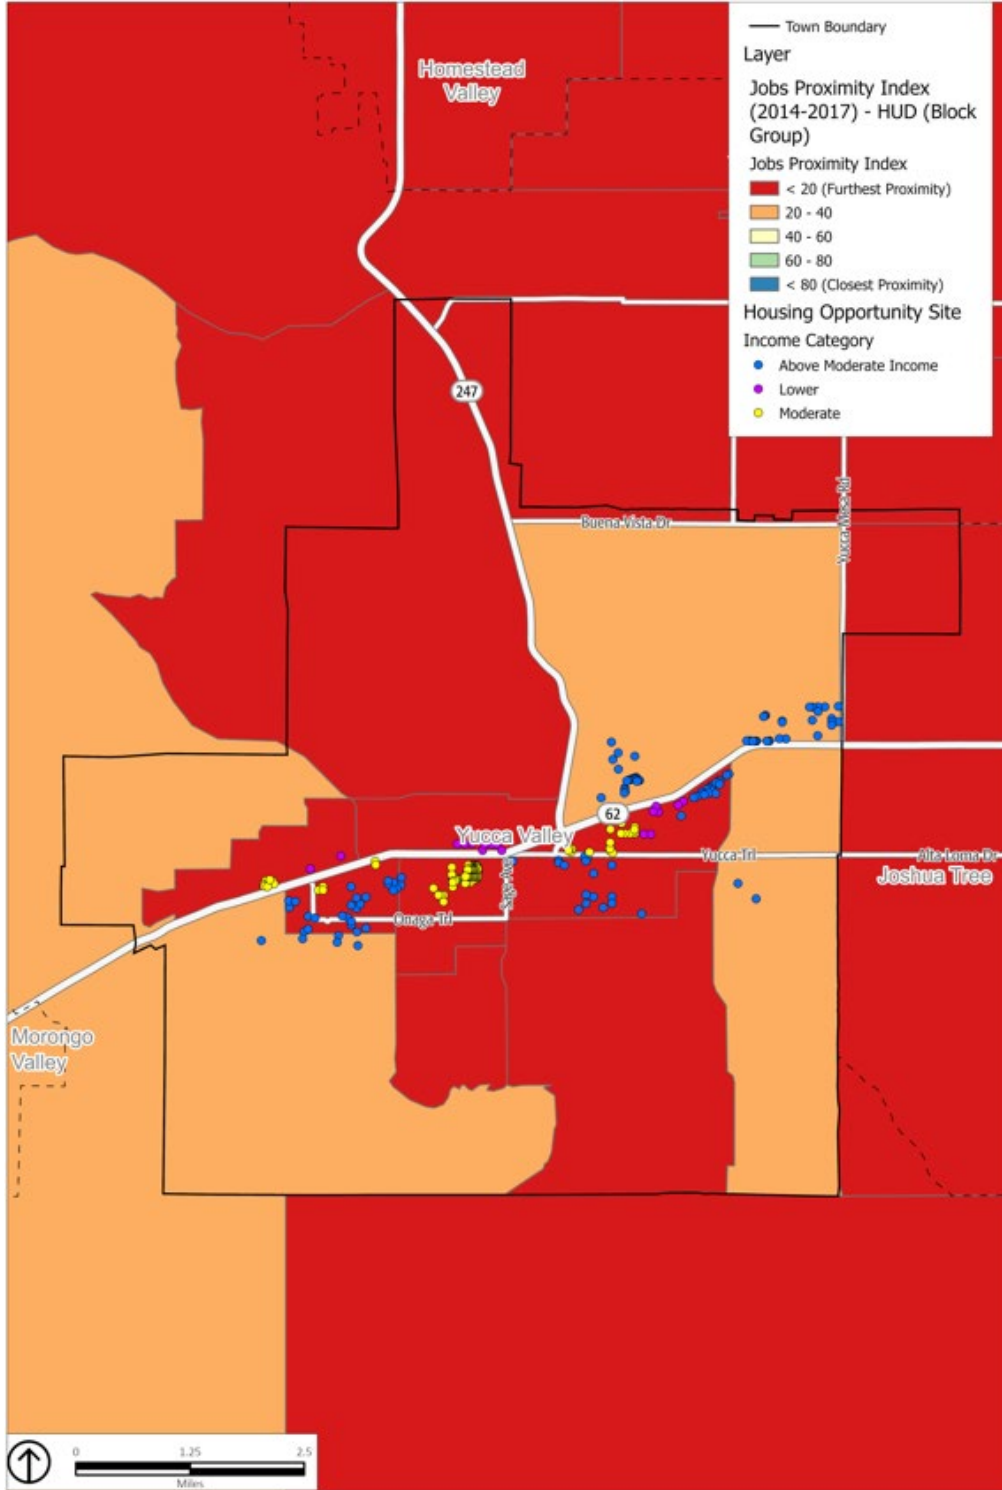 Town Boundary
Layer
Jobs Proximity Index
(2014-2017) - HUD (Block
Group)
Jobs Proximity Index
< 20 (Furthest Proximity)
20 - 40
40 - 60
60 - 80
< 80 (Closest Proximity)
Housing Opportunity Site
Income Category
Above Moderate Income
Lower
Moderate
Homestead
Valley
247
Buena Vista Dr
Yucca Mesa Rd
62
Yucca Valley
Yucca Trl
Alta Loma Dr
Joshua Tree
Sage Ave
Onaga Trl
Morongo
Valley
0 1.25 2.5
Miles